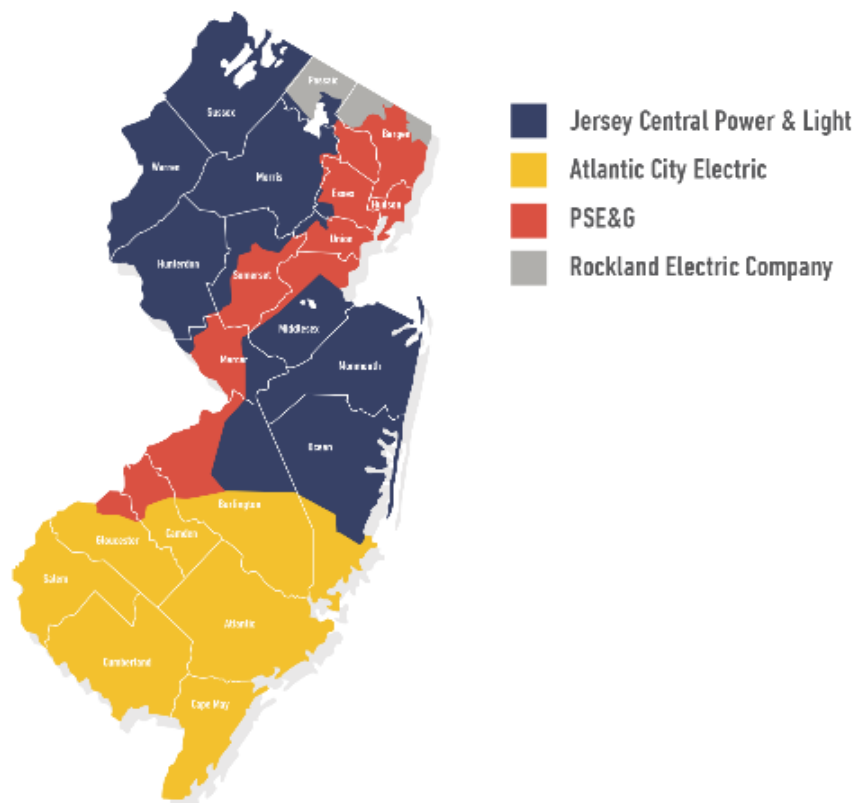 Passaic
Sussex
Bergen
Warren
Morris
Essex
Hudson
Union
Hunterdon
Somerset
Middlesex
Mercer
Monmouth
Ocean
Burlington
Camden
Gloucester
Salem
Atlantic
Cumberland
Cape May
Jersey Central Power & Light
Atlantic City Electric
PSE&G
Rockland Electric Company